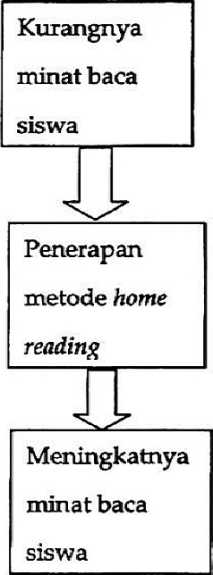 Kurangnya
minat baca
siswa
Penerapan
metode home
reading
Meningkatnya
minat baca
siswa